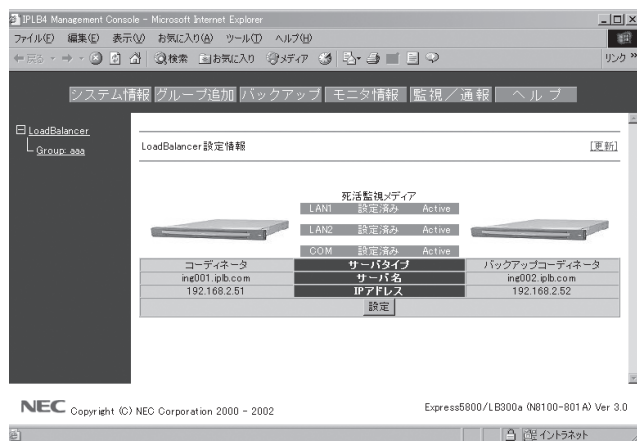 IPLB4 Management Console - Microsoft Internet Explorer
ファイル(F) 編集(E) 表示(V) お気に入り(A) ツール(T) ヘルプ(H)
戻る 検索 お気に入り メディア リンク »
システム情報 グループ追加 バックアップ モニタ情報 監視／通報 ヘルプ
LoadBalancer
Group: aaa
LoadBalancer設定情報 [更新]
死活監視メディア
LAN1 設定済み Active
LAN2 設定済み Active
COM 設定済み Active
コーディネータ サーバタイプ バックアップコーディネータ
ing001.iplb.com サーバ名 ing002.iplb.com
192.168.2.51 IPアドレス 192.168.2.52
設定
NEC Copyright (C) NEC Corporation 2000 - 2002 Express5800/LB300a (N8100-801A) Ver 3.0
イントラネット